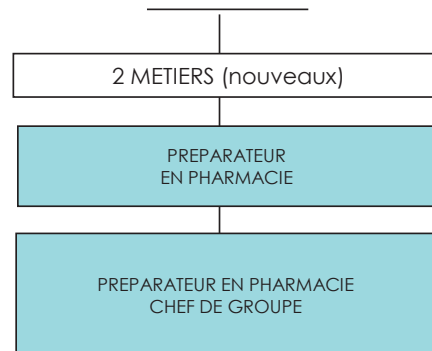 2 METIERS (nouveaux)
PREPARATEUR
EN PHARMACIE
PREPARATEUR EN PHARMACIE
CHEF DE GROUPE